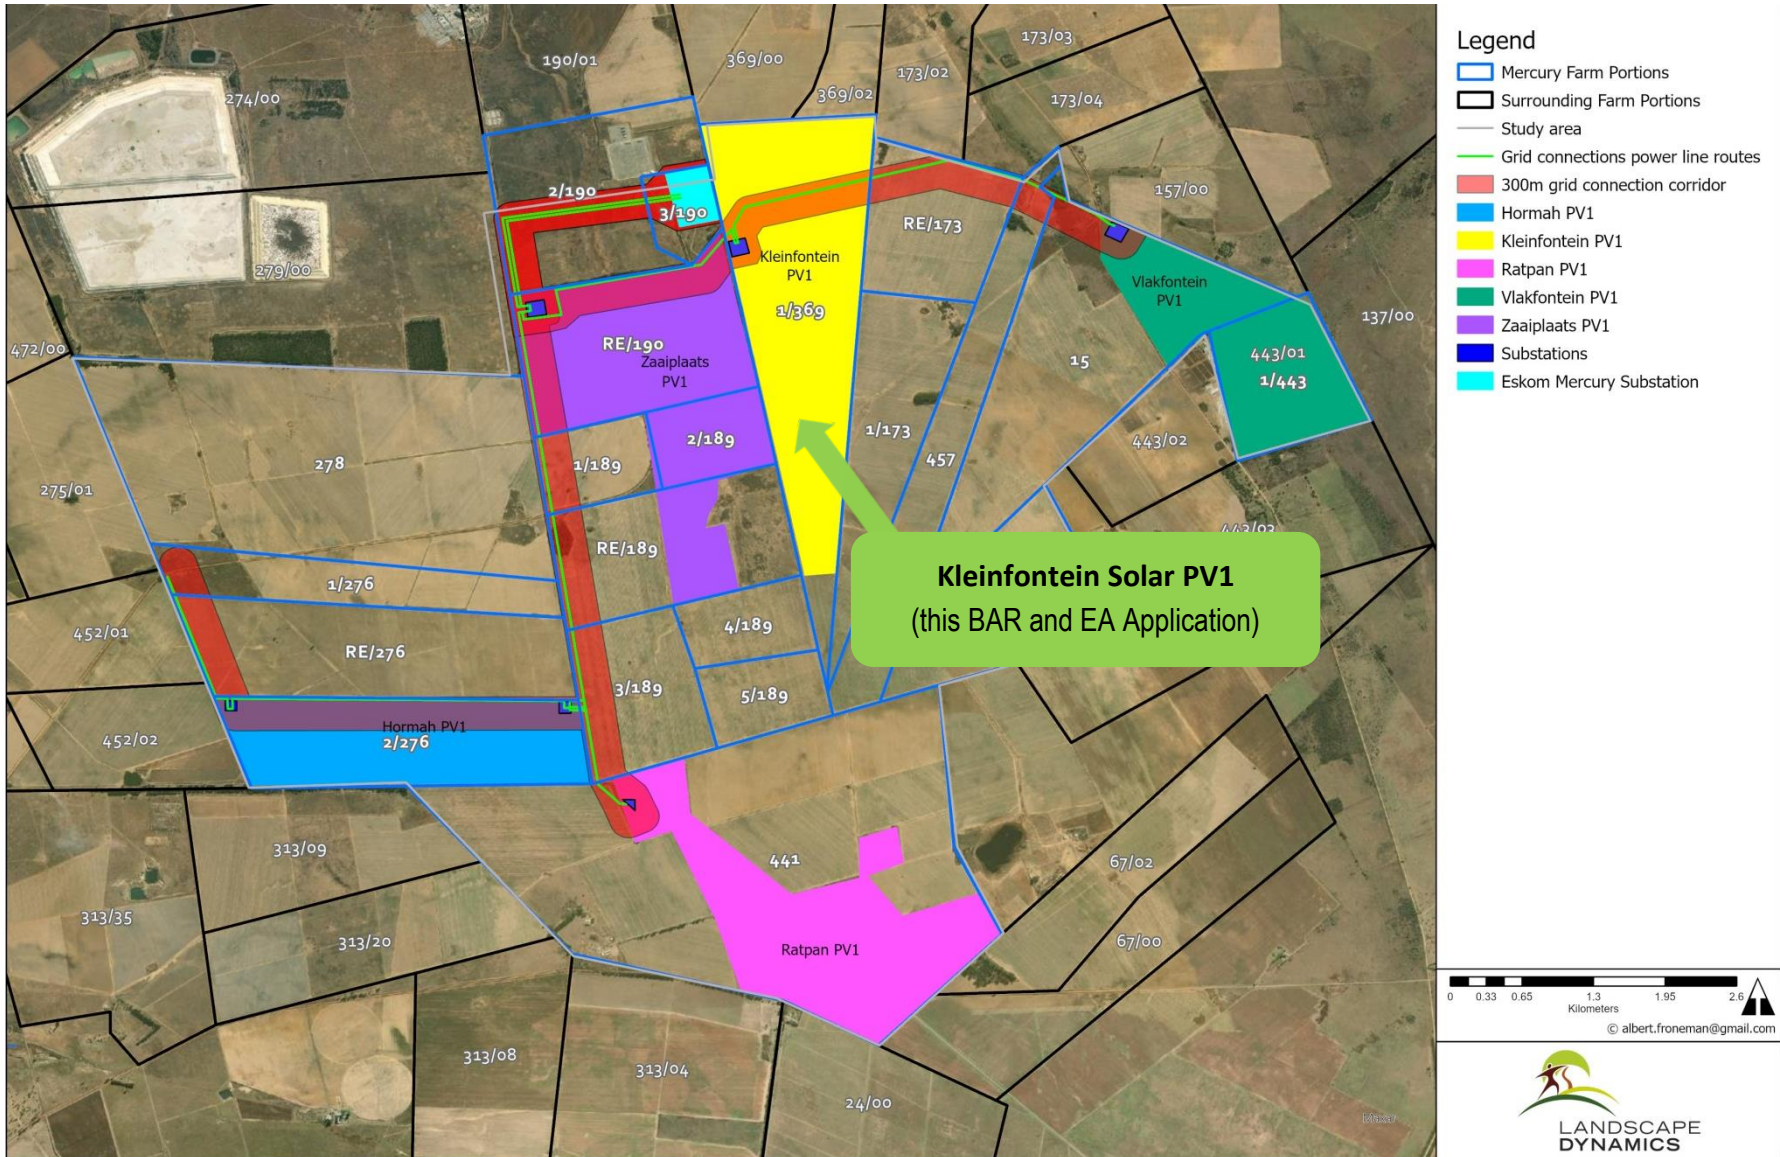 190/01
369/00
173/03
173/02
369/02
173/04
274/00
2/190
157/00
3/190
RE/173
279/00
Kleinfontein
PV1
1/369
Vlakfontein
PV1
137/00
472/00
RE/190
Zaaiplaats
PV1
15
443/01
1/443
278
1/189
2/189
1/173
457
443/02
275/01
443/03
RE/189
1/276
Kleinfontein Solar PV1
(this BAR and EA Application)
452/01
RE/276
4/189
3/189
5/189
452/02
Hormah PV1
2/276
313/09
441
67/02
313/35
313/20
Ratpan PV1
67/00
313/08
313/04
24/00
Maxar
Legend
Mercury Farm Portions
Surrounding Farm Portions
Study area
Grid connections power line routes
300m grid connection corridor
Hormah PV1
Kleinfontein PV1
Ratpan PV1
Vlakfontein PV1
Zaaiplaats PV1
Substations
Eskom Mercury Substation
0 0.33 0.65 1.3 1.95 2.6
Kilometers
© albert.froneman@gmail.com
LANDSCAPE
DYNAMICS